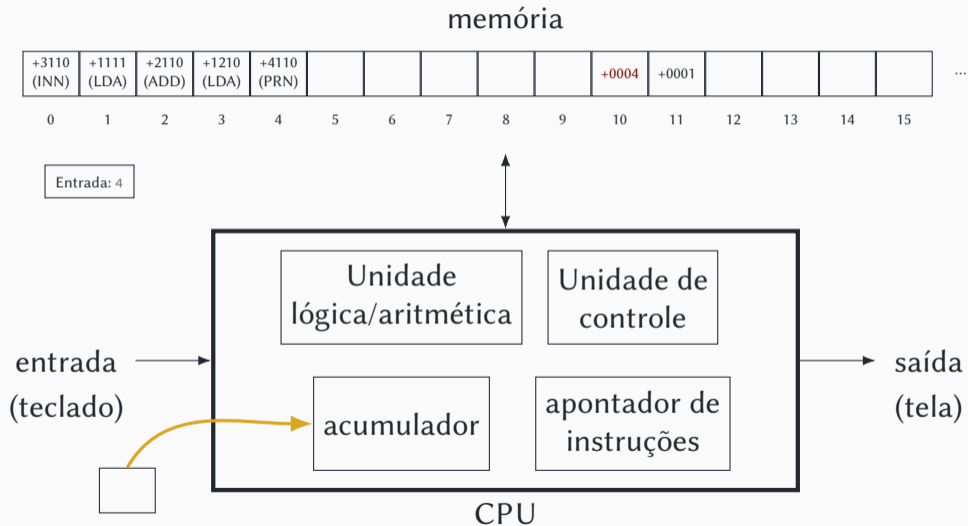 memória
+3110 +1111 +2110 +1210 +4110 +0004 +0001 ...
(INN) (LDA) (ADD) (LDA) (PRN)
0 1 2 3 4 5 6 7 8 9 10 11 12 13 14 15
Entrada: 4
Unidade
lógica/aritmética
Unidade de
controle
entrada
(teclado)
saída
(tela)
acumulador
apontador de
instruções
CPU